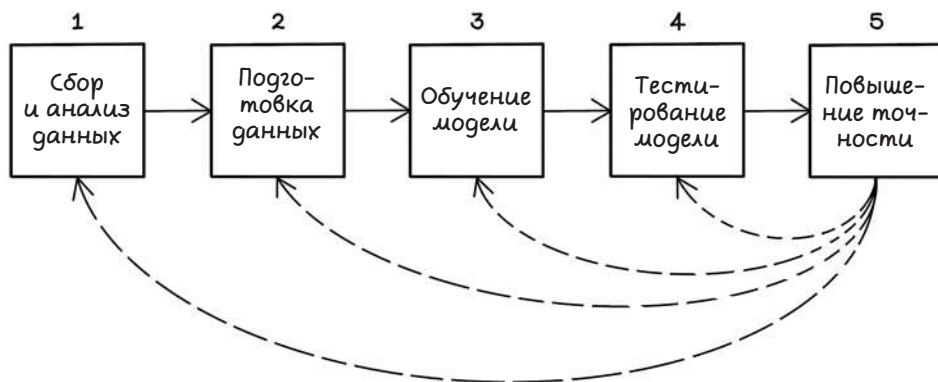 1 2 3 4 5
Сбор
и анализ
данных
Подго-
товка
данных
Обучение
модели
Тести-
рование
модели
Повыше-
ние точ-
ности